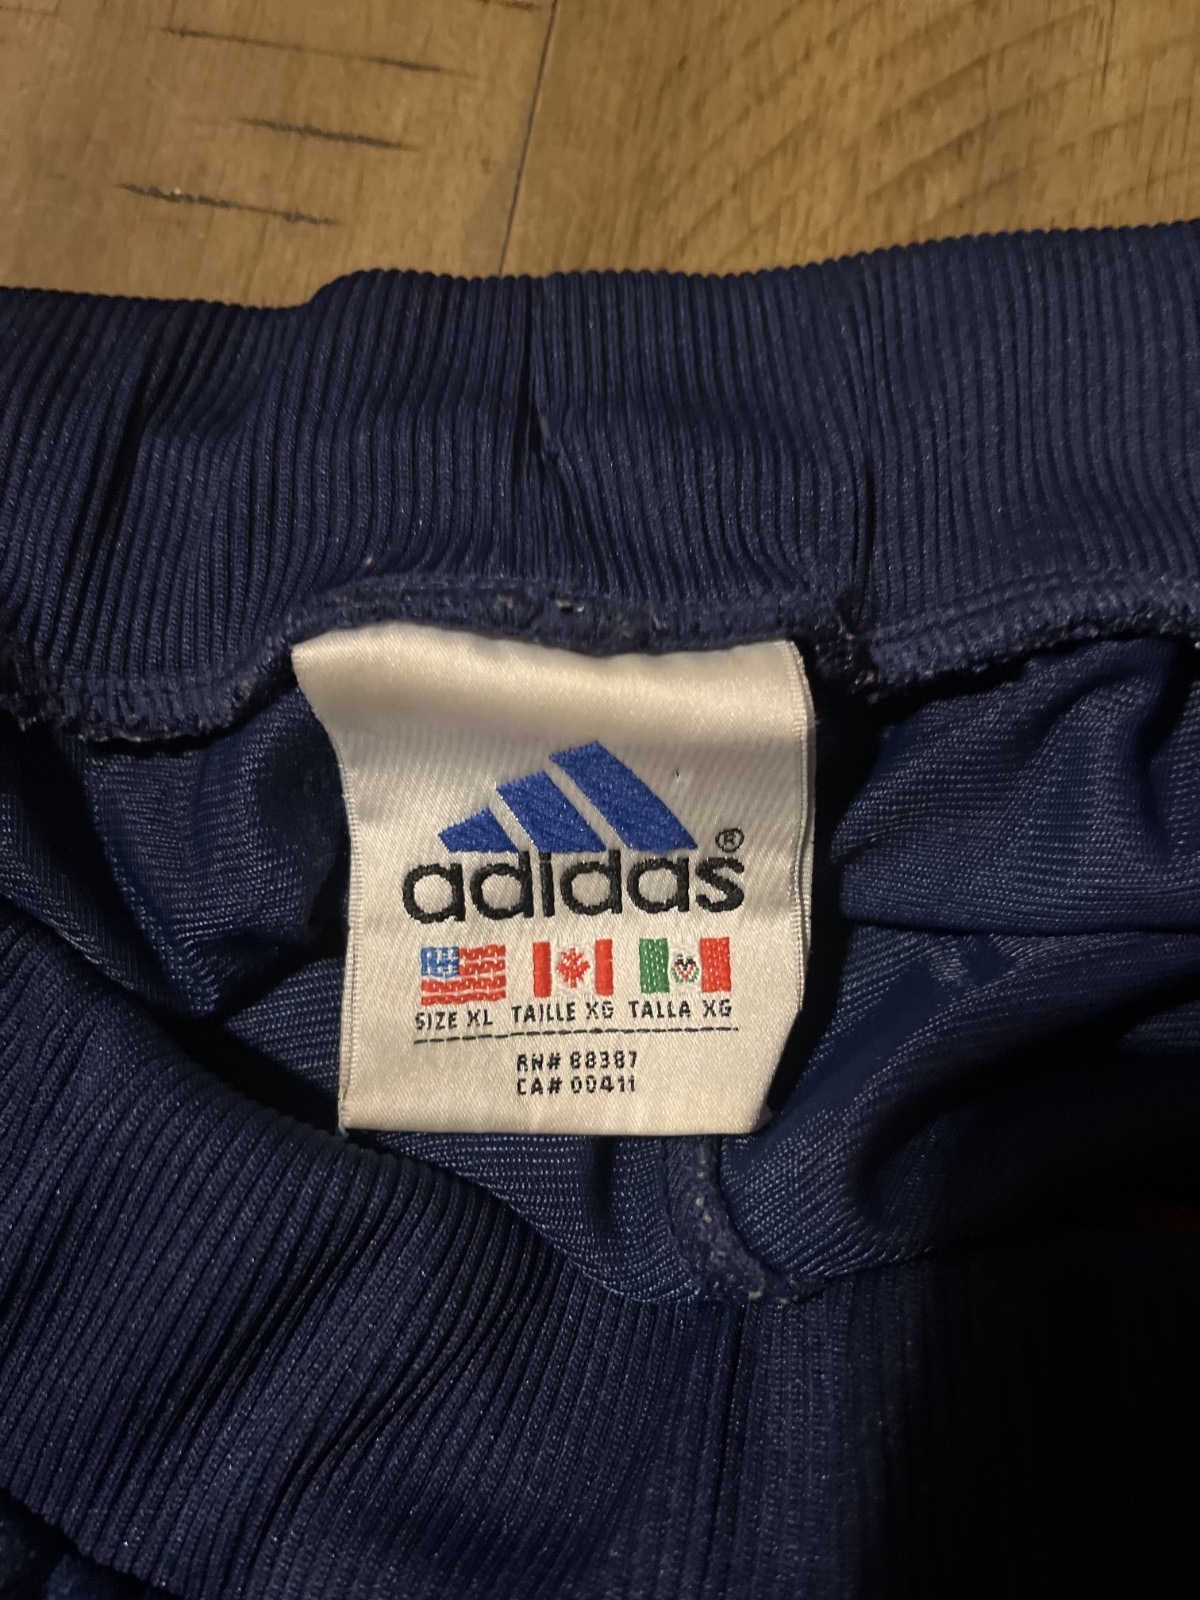 adidas®
SIZE XL TAILLE XG TALLA XG
RN# 88387
CA# 00411